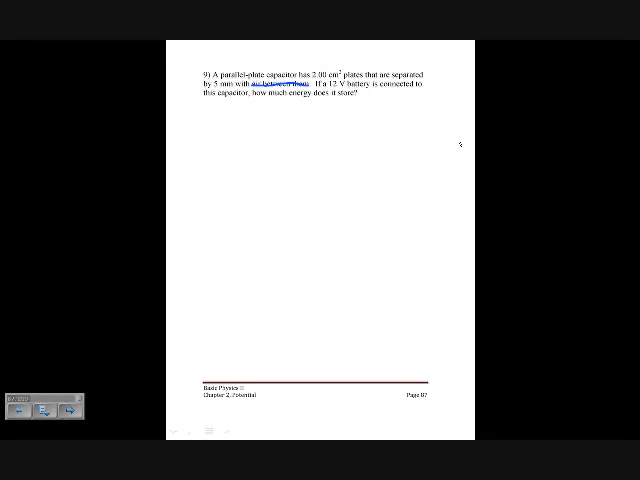 9) A parallel-plate capacitor has 2.00 cm² plates that are separated
by 5 mm with air between them. If a 12 V battery is connected to
this capacitor, how much energy does it store?
Basic Physics II
Chapter 2, Potential
Page 87